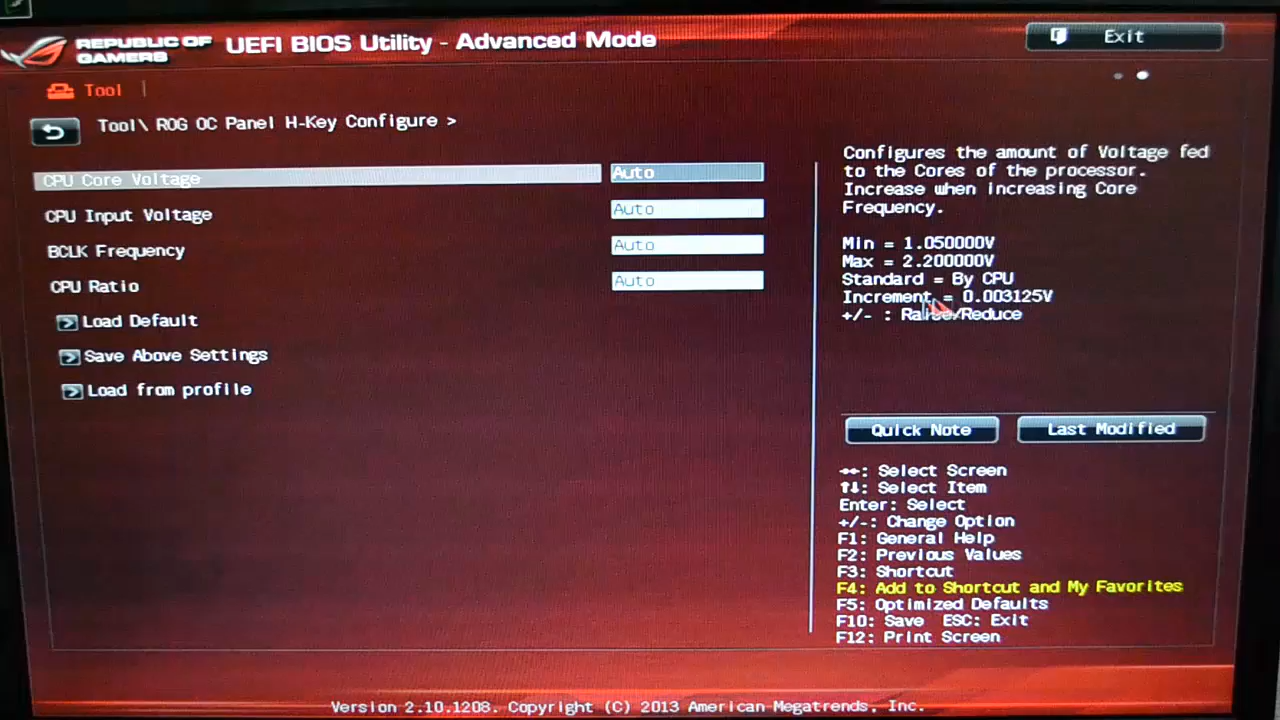 REPUBLIC OF
GAMERS
UEFI BIOS Utility - Advanced Mode
Exit
Tool
Tool\ ROG OC Panel H-Key Configure >
CPU Core Voltage Auto
CPU Input Voltage Auto
BCLK Frequency Auto
CPU Ratio Auto
Load Default
Save Above Settings
Load from profile
Configures the amount of Voltage fed
to the Cores of the processor.
Increase when increasing Core
Frequency.
Min = 1.050000V
Max = 2.200000V
Standard = By CPU
Increment = 0.003125V
+/- : Raise/Reduce
Quick Note
Last Modified
→←: Select Screen
↑↓: Select Item
Enter: Select
+/-: Change Option
F1: General Help
F2: Previous Values
F3: Shortcut
F4: Add to Shortcut and My Favorites
F5: Optimized Defaults
F10: Save ESC: Exit
F12: Print Screen
Version 2.10.1208. Copyright (C) 2013 American Megatrends, Inc.